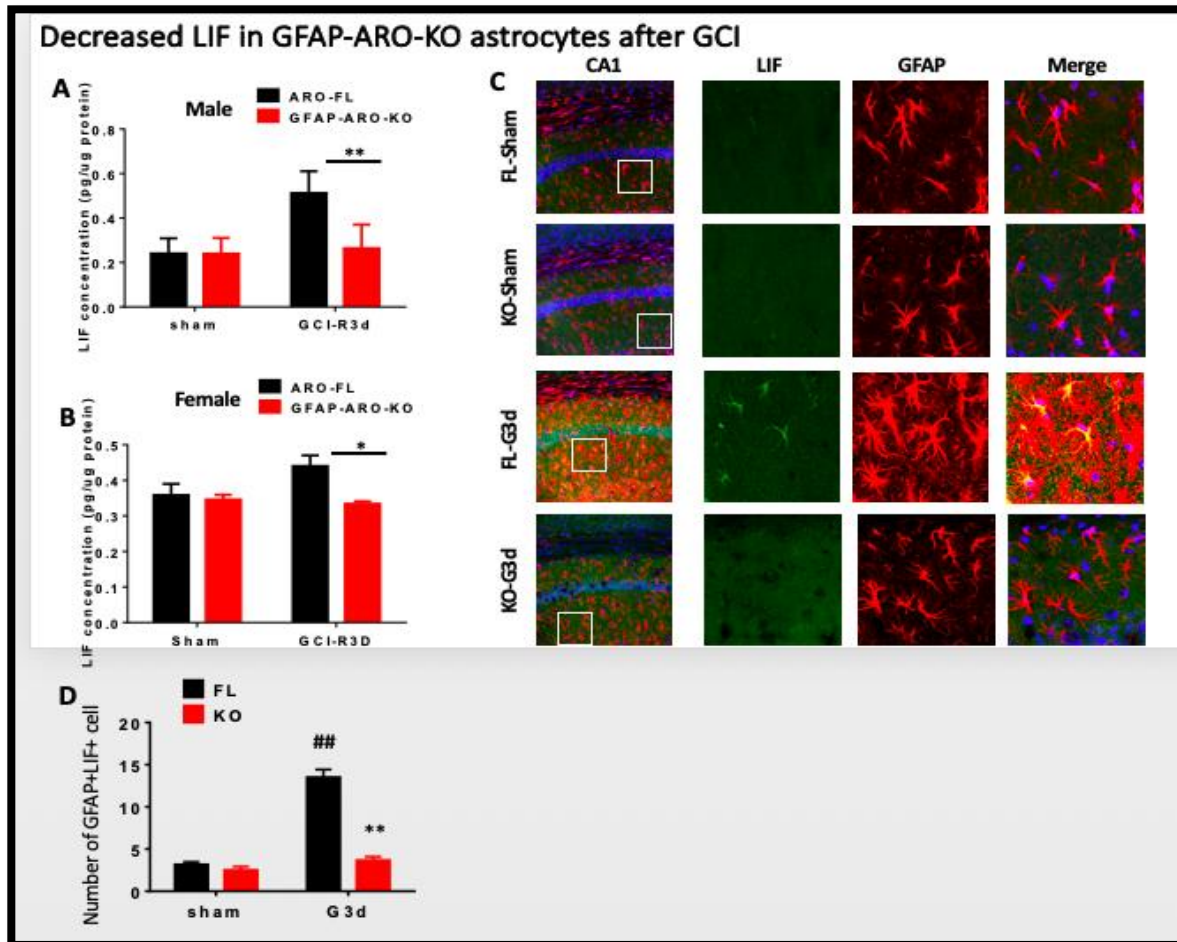 Decreased LIF in GFAP-ARO-KO astrocytes after GCI
A
Male
ARO-FL
GFAP-ARO-KO
LIF concentration (pg/ug protein)
0.8
0.6
0.4
0.2
0.0
**
sham
GCI-R3d
B
Female
ARO-FL
GFAP-ARO-KO
LIF concentration (pg/ug protein)
0.5
0.4
0.3
0.2
0.1
0.0
*
Sham
GCI-R3D
C
CA1
LIF
GFAP
Merge
FL-Sham
KO-Sham
FL-G3d
KO-G3d
D
FL
KO
Number of GFAP+LIF+ cell
20
15
10
5
0
##
**
sham
G3d